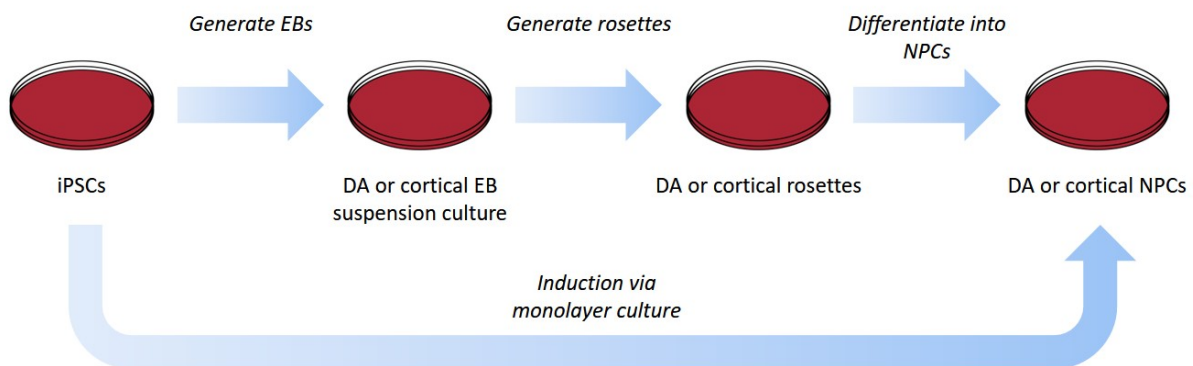 Generate EBs
Generate rosettes
Differentiate into
NPCs
iPSCs
DA or cortical EB
suspension culture
DA or cortical rosettes
DA or cortical NPCs
Induction via
monolayer culture